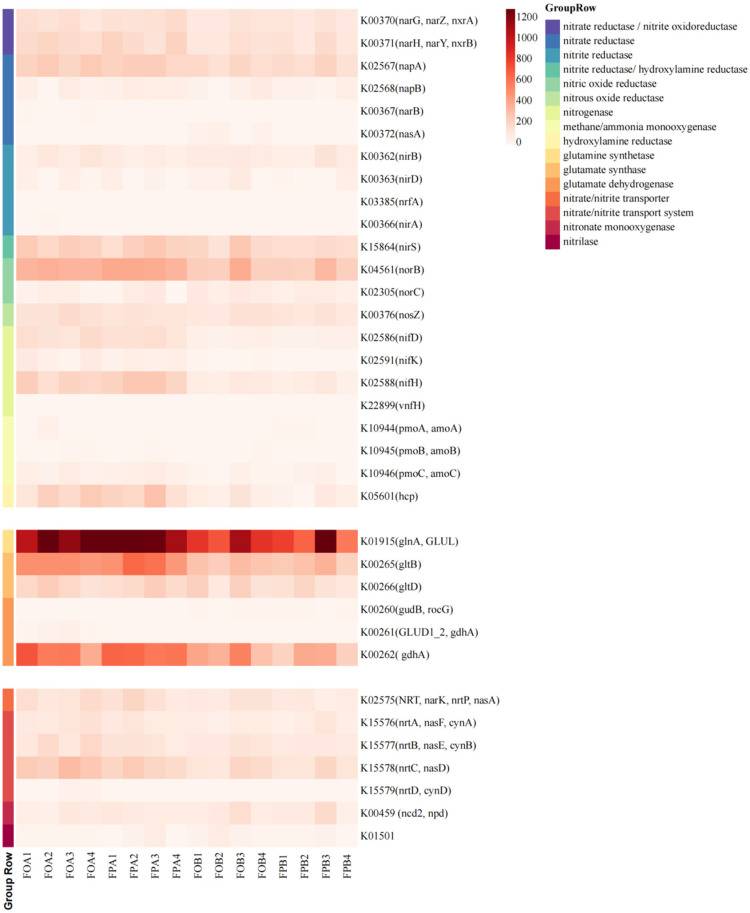 K00370(narG, narZ, nxrA)
K00371(narH, narY, nxrB)
K02567(napA)
K02568(napB)
K00367(narB)
K00372(nasA)
K00362(nirB)
K00363(nirD)
K03385(nrfA)
K00366(nirA)
K15864(nirS)
K04561(norB)
K02305(norC)
K00376(nosZ)
K02586(nifD)
K02591(nifK)
K02588(nifH)
K22899(vnfH)
K10944(pmoA, amoA)
K10945(pmoB, amoB)
K10946(pmoC, amoC)
K05601(hcp)
K01915(glnA, GLUL)
K00265(gltB)
K00266(gltD)
K00260(gudB, rocG)
K00261(GLUD1_2, gdhA)
K00262( gdhA)
K02575(NRT, narK, nrtP, nasA)
K15576(nrtA, nasF, cynA)
K15577(nrtB, nasE, cynB)
K15578(nrtC, nasD)
K15579(nrtD, cynD)
K00459 (ncd2, npd)
K01501
Group Row
FOA1
FOA2
FOA3
FOA4
FPA1
FPA2
FPA3
FPA4
FOB1
FOB2
FOB3
FOB4
FPB1
FPB2
FPB3
FPB4
1200
1000
800
600
400
200
0
GroupRow
nitrate reductase / nitrite oxidoreductase
nitrate reductase
nitrite reductase
nitrite reductase/ hydroxylamine reductase
nitric oxide reductase
nitrous oxide reductase
nitrogenase
methane/ammonia monooxygenase
hydroxylamine reductase
glutamine synthetase
glutamate synthase
glutamate dehydrogenase
nitrate/nitrite transporter
nitrate/nitrite transport system
nitronate monooxygenase
nitrilase